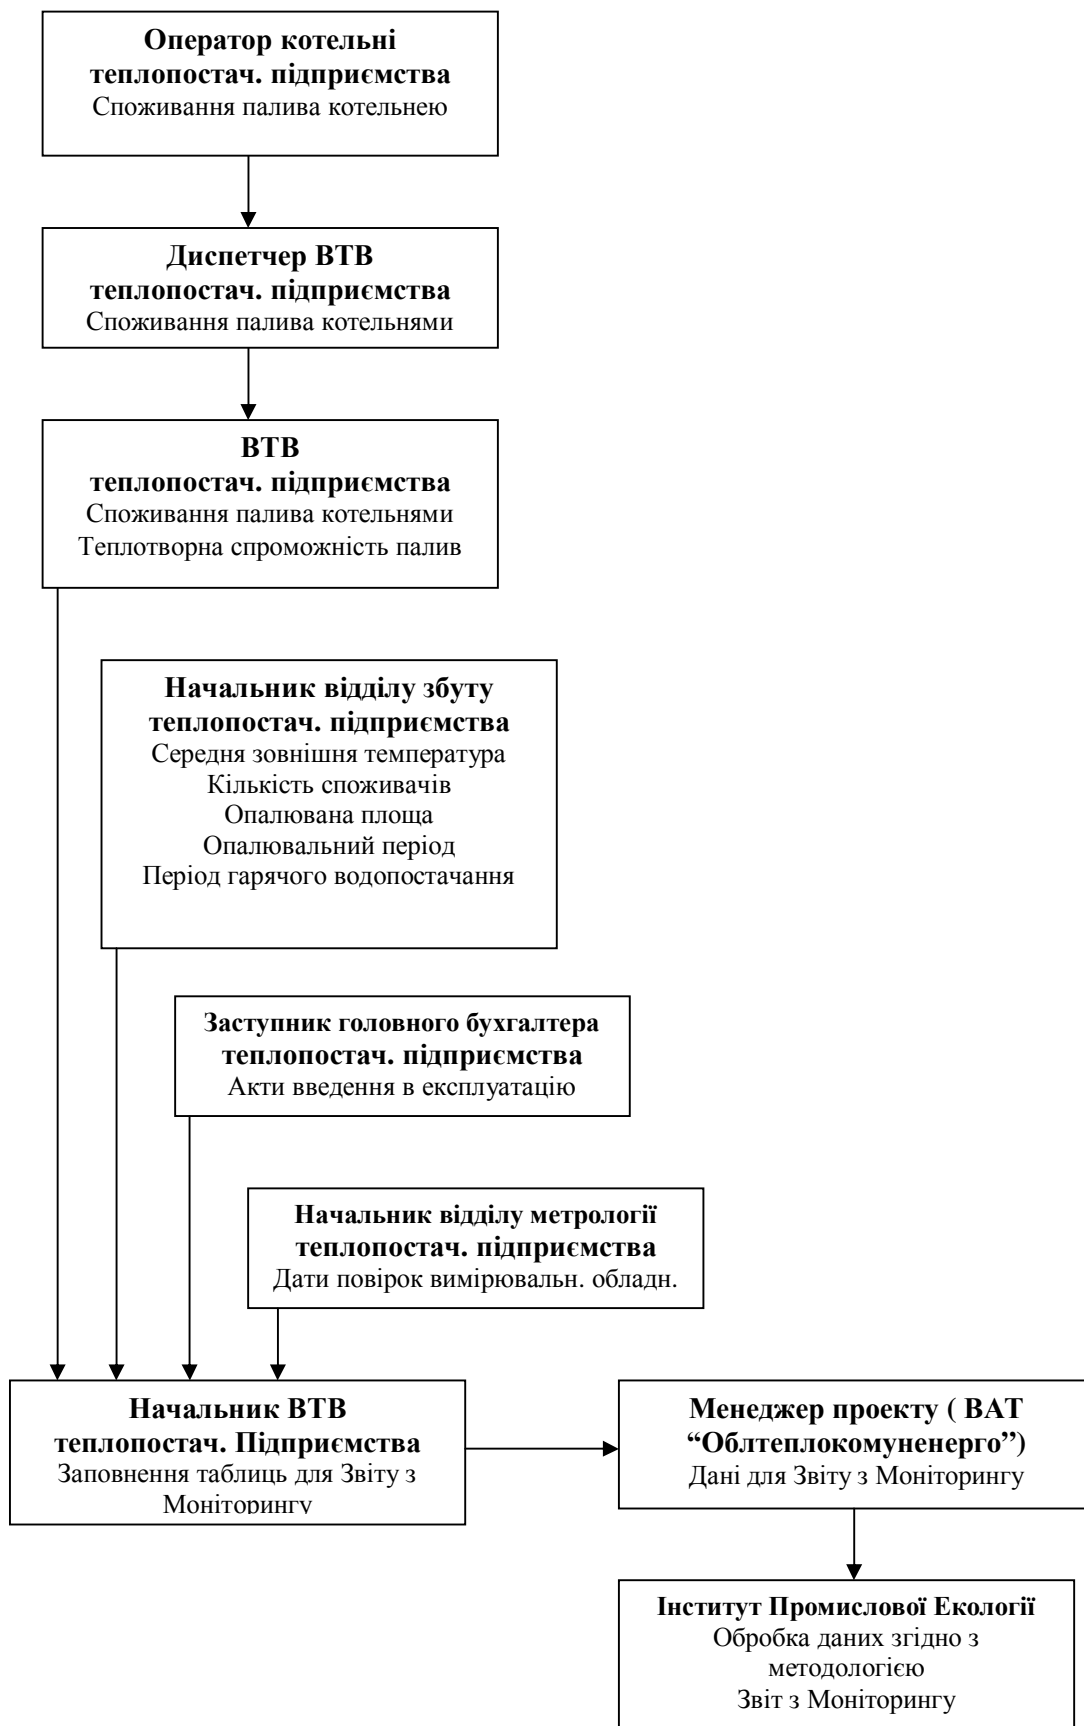 Оператор котельні
теплопостач. підприємства
Споживання палива котельнею
Диспетчер ВТВ
теплопостач. підприємства
Споживання палива котельнями
ВТВ
теплопостач. підприємства
Споживання палива котельнями
Теплотворна спроможність палив
Начальник відділу збуту
теплопостач. підприємства
Середня зовнішня температура
Кількість споживачів
Опалювана площа
Опалювальний період
Період гарячого водопостачання
Заступник головного бухгалтера
теплопостач. підприємства
Акти введення в експлуатацію
Начальник відділу метрології
теплопостач. підприємства
Дати повірок вимірювальн. обладн.
Начальник ВТВ
теплопостач. Підприємства
Заповнення таблиць для Звіту з
Моніторингу
Менеджер проекту ( ВАТ
“Облтеплокомуненерго”)
Дані для Звіту з Моніторингу
Інститут Промислової Екології
Обробка даних згідно з
методологією
Звіт з Моніторингу